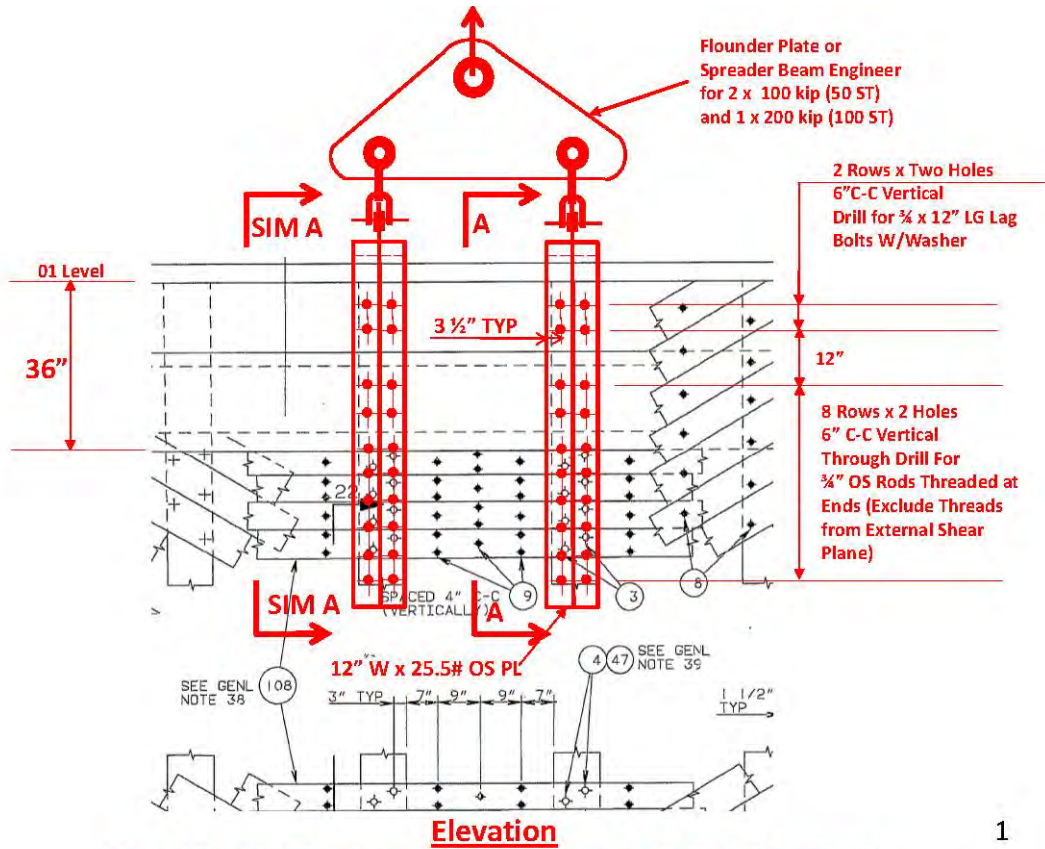 Flounder Plate or
Spreader Beam Engineer
for 2 x 100 kip (50 ST)
and 1 x 200 kip (100 ST)
2 Rows x Two Holes
6"C-C Vertical
Drill for ¾ x 12" LG Lag
Bolts W/Washer
SIM A
A
01 Level
3 ½" TYP
36"
12"
8 Rows x 2 Holes
6" C-C Vertical
Through Drill For
¾" OS Rods Threaded at
Ends (Exclude Threads
from External Shear
Plane)
22
SIM A
A
SPACED 4" C-C
(VERTICALLY)
9
3
8
12" W x 25.5# OS PL
SEE GENL
NOTE 38
108
4
47
SEE GENL
NOTE 39
3" TYP
7"
9"
9"
7"
1 1/2"
TYP
Elevation
1